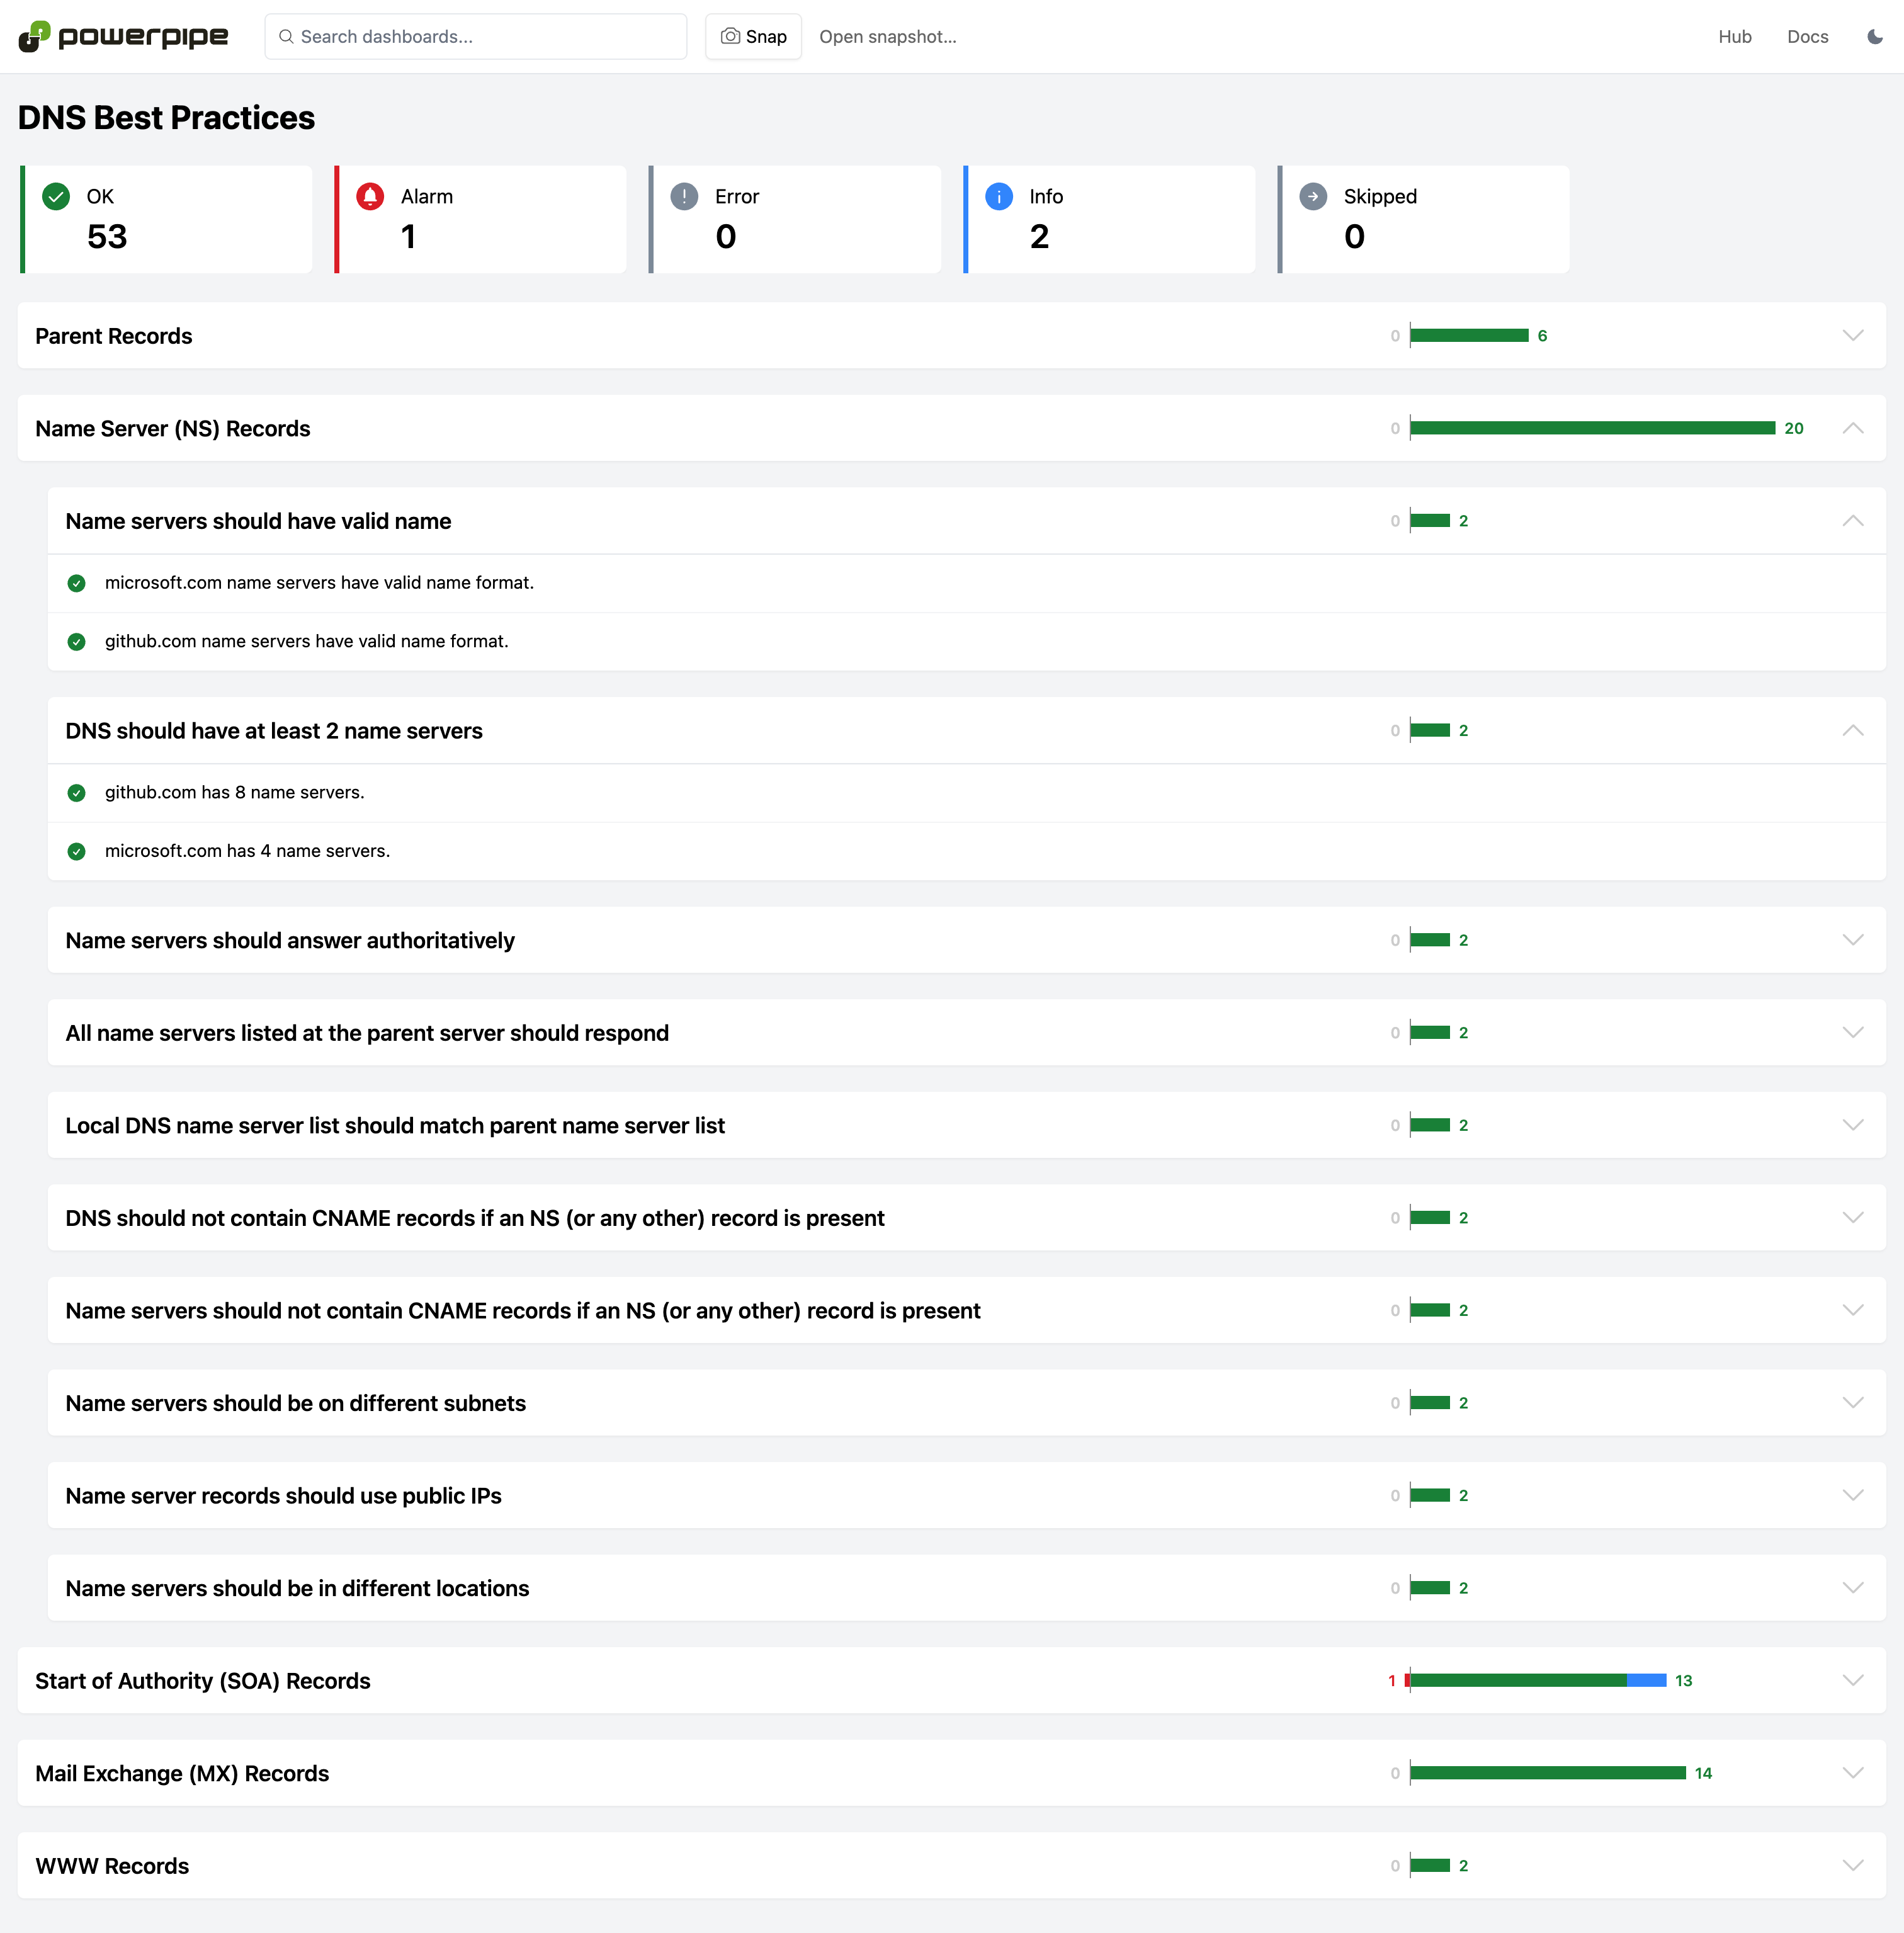 powerpipe Search dashboards... Snap Open snapshot... Hub Docs
DNS Best Practices
OK
53
Alarm
1
Error
0
Info
2
Skipped
0
Parent Records 0 6
Name Server (NS) Records 0 20
Name servers should have valid name 0 2
microsoft.com name servers have valid name format.
github.com name servers have valid name format.
DNS should have at least 2 name servers 0 2
github.com has 8 name servers.
microsoft.com has 4 name servers.
Name servers should answer authoritatively 0 2
All name servers listed at the parent server should respond 0 2
Local DNS name server list should match parent name server list 0 2
DNS should not contain CNAME records if an NS (or any other) record is present 0 2
Name servers should not contain CNAME records if an NS (or any other) record is present 0 2
Name servers should be on different subnets 0 2
Name server records should use public IPs 0 2
Name servers should be in different locations 0 2
Start of Authority (SOA) Records 1 13
Mail Exchange (MX) Records 0 14
WWW Records 0 2